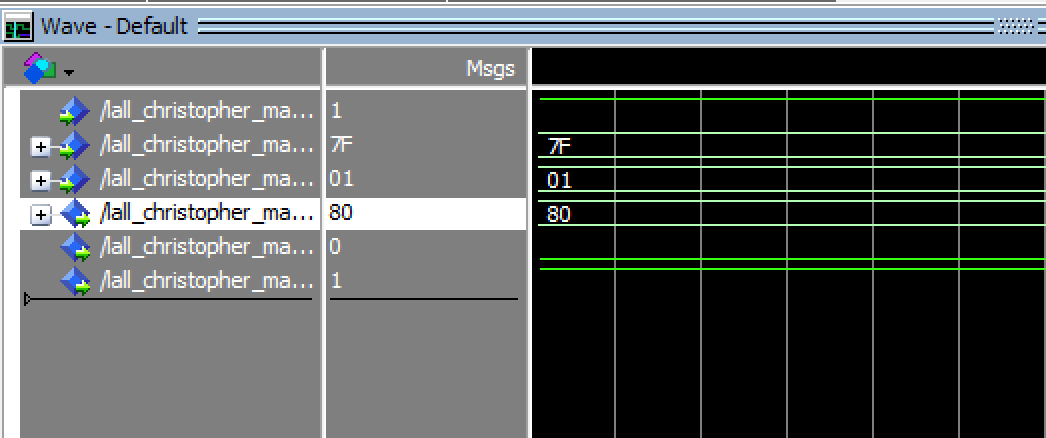 Wave - Default
Msgs
/lall_christopher_ma... 1
/lall_christopher_ma... 7F 7F
/lall_christopher_ma... 01 01
/lall_christopher_ma... 80 80
/lall_christopher_ma... 0
/lall_christopher_ma... 1